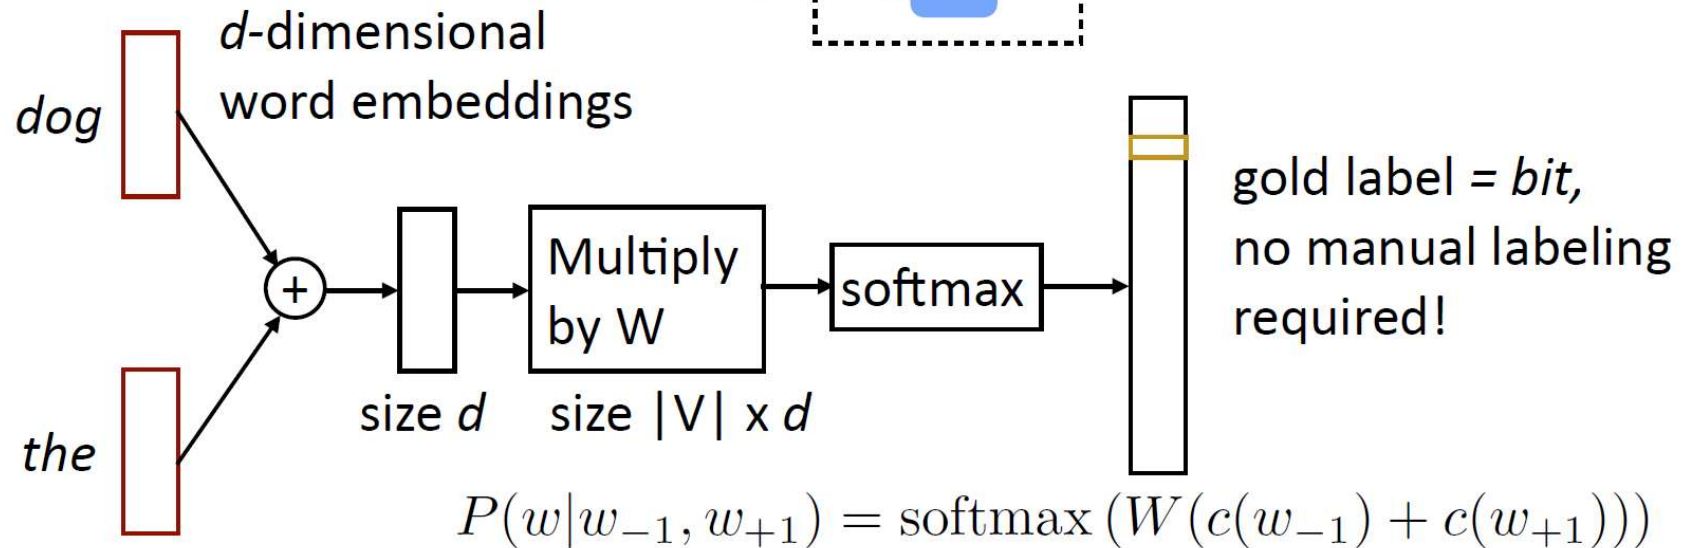 d-dimensional
word embeddings
dog
gold label = bit,
no manual labeling
required!
+
Multiply
by W
softmax
size d
size |V| x d
the
P(w|w₋₁, w₊₁) = softmax (W(c(w₋₁) + c(w₊₁)))